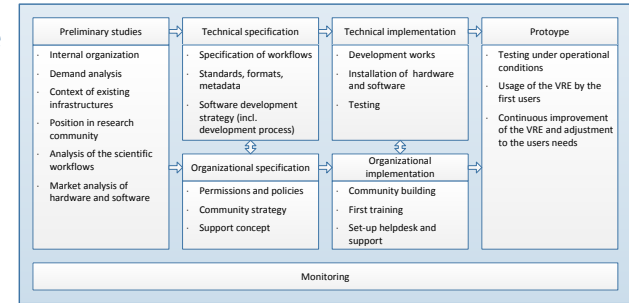 Preliminary studies
· Internal organization
· Demand analysis
· Context of existing
infrastructures
· Position in research
community
· Analysis of the scientific
workflows
· Market analysis of
hardware and software
Technical specification
· Specification of workflows
· Standards, formats,
metadata
· Software development
strategy (incl.
development process)
Organizational specification
· Permissions and policies
· Community strategy
· Support concept
Technical implementation
· Development works
· Installation of hardware
and software
· Testing
Organizational
implementation
· Community building
· First training
· Set-up helpdesk and
support
Protoype
· Testing under operational
conditions
· Usage of the VRE by the
first users
· Continuous improvement
of the VRE and adjustment
to the users needs
Monitoring